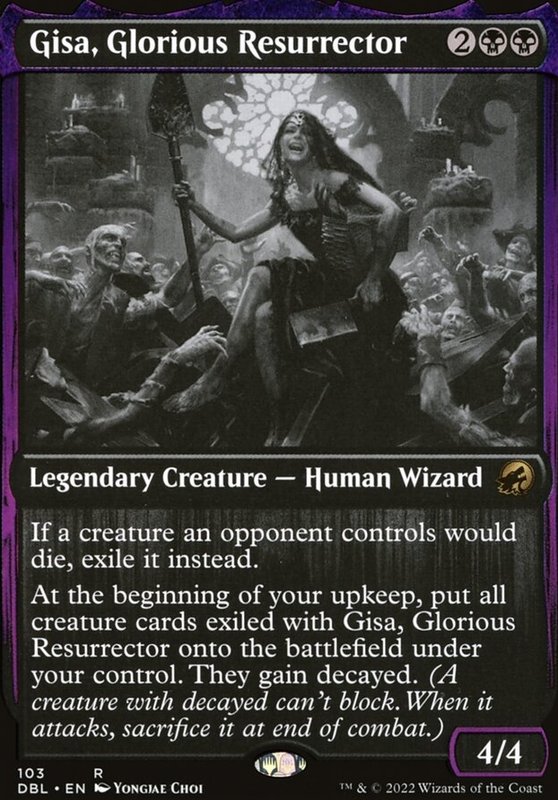 Gisa, Glorious Resurrector 2
Legendary Creature — Human Wizard
If a creature an opponent controls would
die, exile it instead.
At the beginning of your upkeep, put all
creature cards exiled with Gisa, Glorious
Resurrector onto the battlefield under
your control. They gain decayed. (A
creature with decayed can't block. When it
attacks, sacrifice it at end of combat.)
4/4
103 R
DBL • EN YONGJAE CHOI
™ & © 2022 Wizards of the Coast